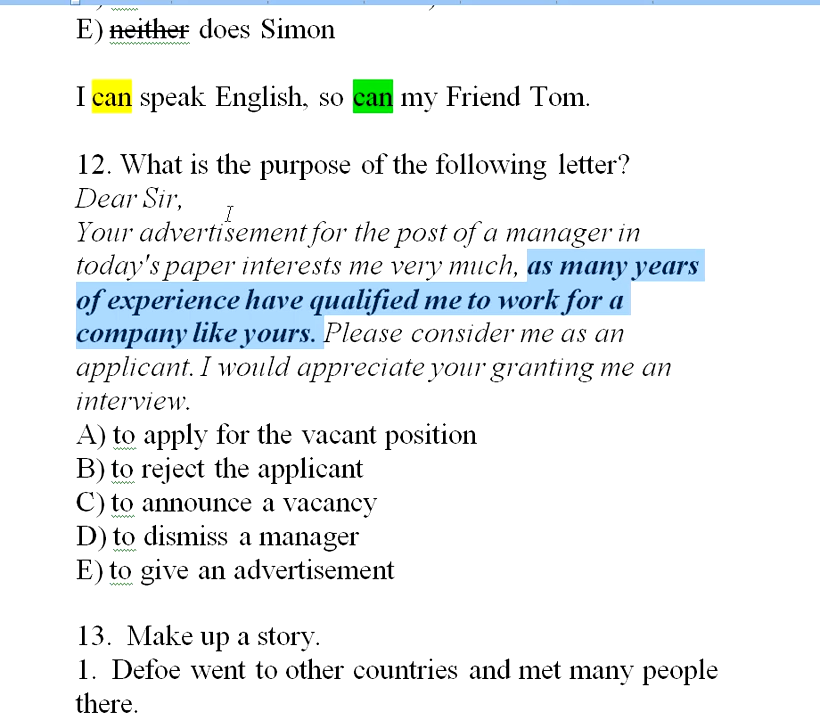 E) neither does Simon
I can speak English, so can my Friend Tom.
12. What is the purpose of the following letter?
Dear Sir,
Your advertisement for the post of a manager in
today's paper interests me very much, as many years
of experience have qualified me to work for a
company like yours. Please consider me as an
applicant. I would appreciate your granting me an
interview.
A) to apply for the vacant position
B) to reject the applicant
C) to announce a vacancy
D) to dismiss a manager
E) to give an advertisement
13. Make up a story.
1. Defoe went to other countries and met many people
there.